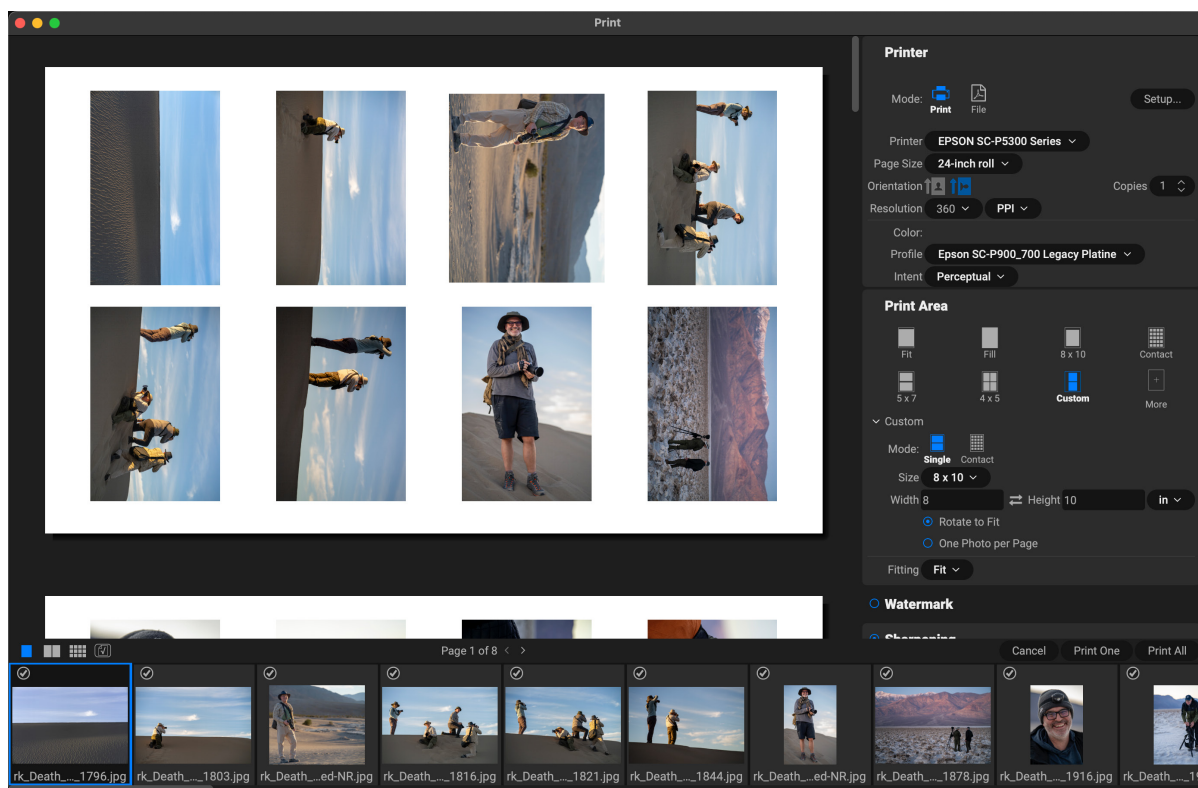 Print
Printer
Mode:
Print
File
Setup...
Printer EPSON SC-P5300 Series
Page Size 24-inch roll
Orientation
Copies 1
Resolution 360 PPI
Color:
Profile Epson SC-P900_700 Legacy Platine
Intent Perceptual
Print Area
Fit Fill 8 x 10 Contact
5 x 7 4 x 5 Custom More
Custom
Mode:
Single Contact
Size 8 x 10
Width 8 Height 10 in
Rotate to Fit
One Photo per Page
Fitting Fit
Watermark
Sharpening
Page 1 of 8
Cancel Print One Print All
rk_Death_..._1796.jpg rk_Death_..._1803.jpg rk_Death_...ed-NR.jpg rk_Death_..._1816.jpg rk_Death_..._1821.jpg rk_Death_..._1844.jpg rk_Death_...ed-NR.jpg rk_Death_..._1878.jpg rk_Death_..._1916.jpg rk_Death_..._19